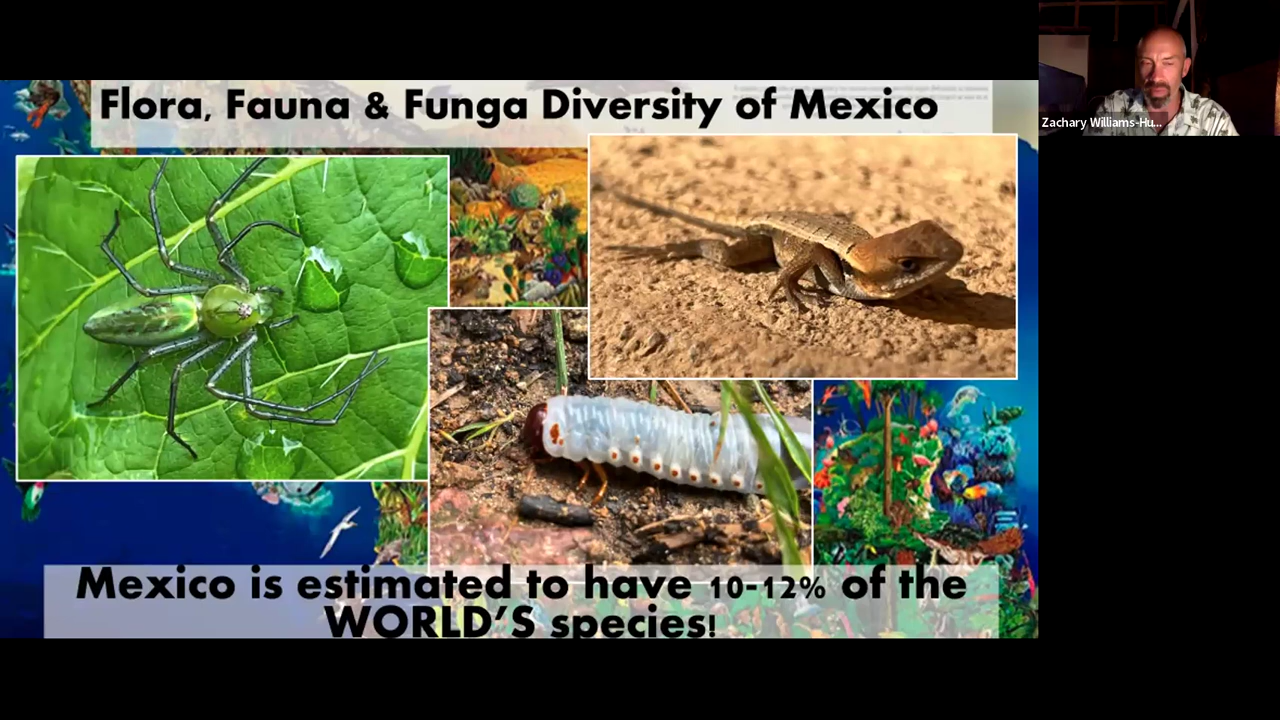 Flora, Fauna & Funga Diversity of Mexico
Zachary Williams-Hu...
Mexico is estimated to have 10-12% of the
WORLD'S species!